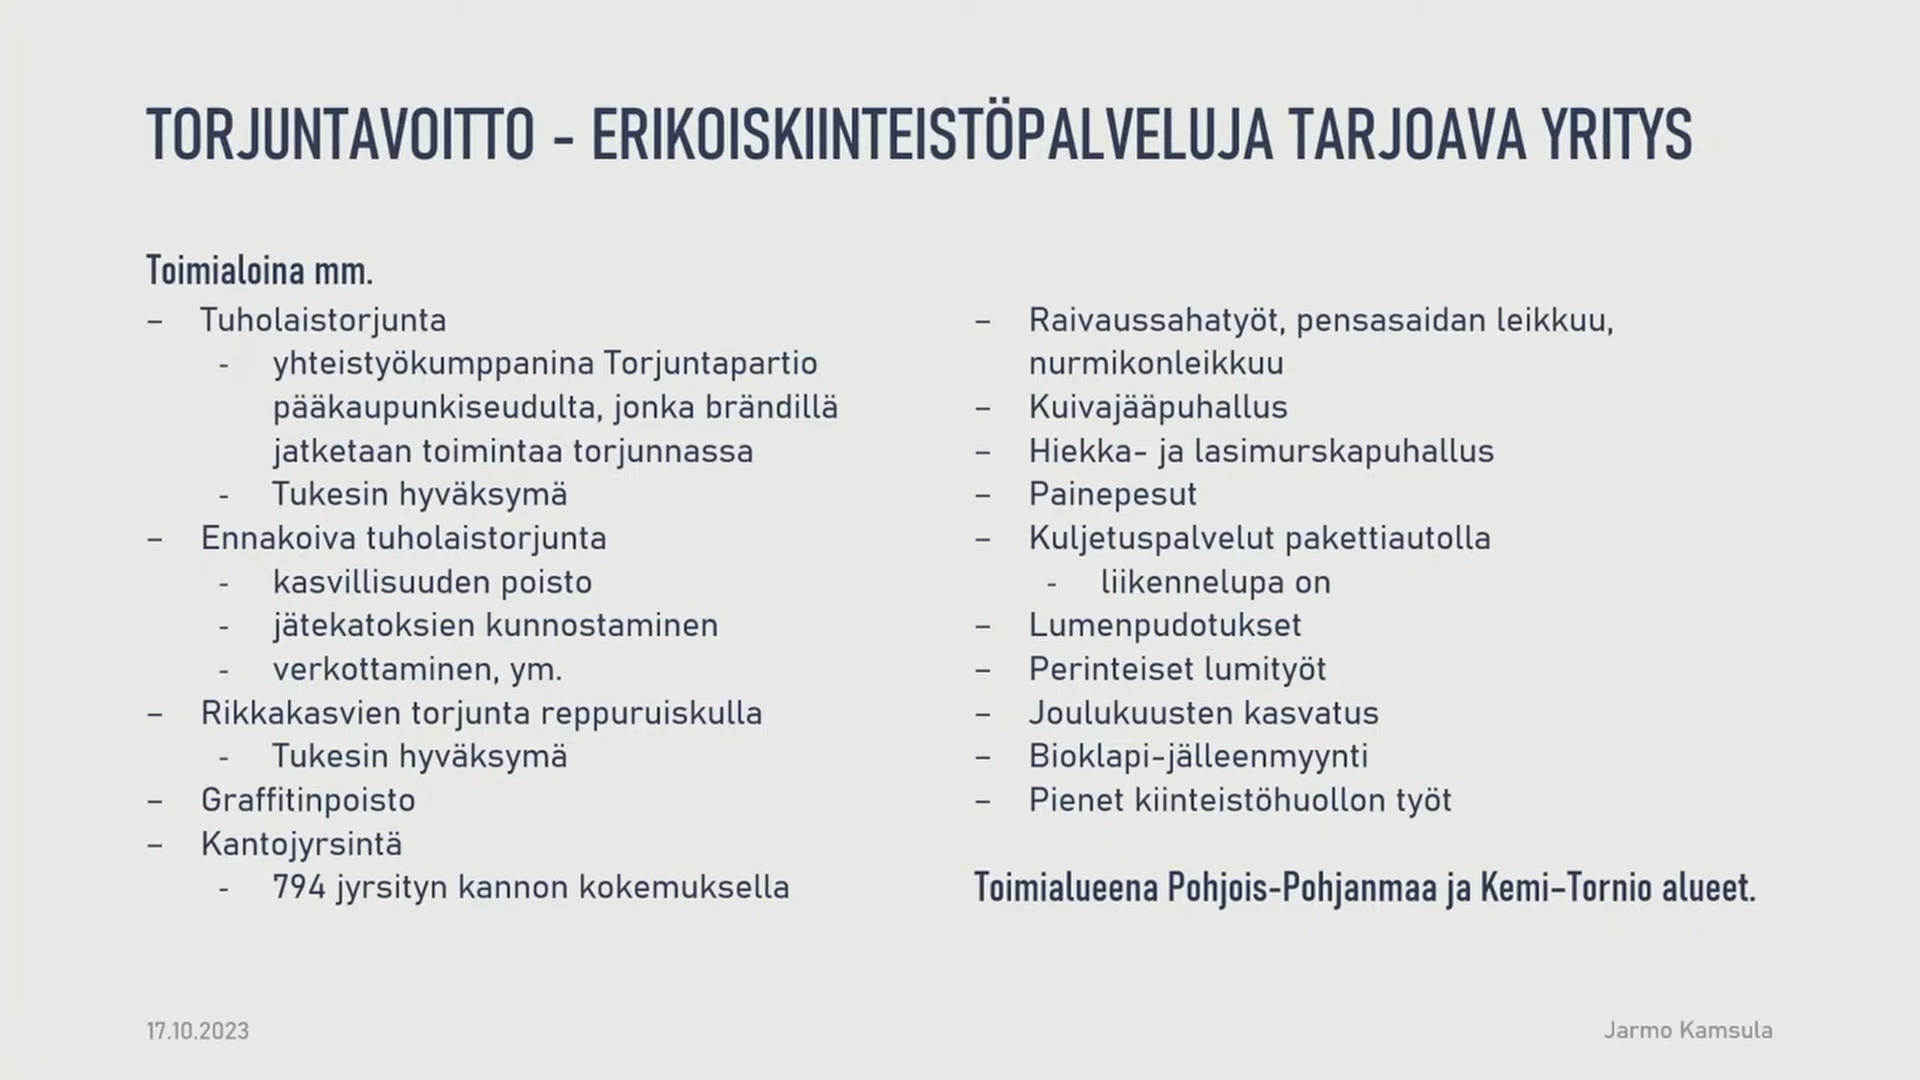 TORJUNTAVOITTO - ERIKOISKIINTEISTÖPALVELUJA TARJOAVA YRITYS
Toimialoina mm.
– Tuholaistorjunta
- yhteistyökumppanina Torjuntapartio
pääkaupunkiseudulta, jonka brändillä
jatketaan toimintaa torjunnassa
- Tukesin hyväksymä
– Ennakoiva tuholaistorjunta
- kasvillisuuden poisto
- jätekatoksien kunnostaminen
- verkottaminen, ym.
– Rikkakasvien torjunta reppuruiskulla
- Tukesin hyväksymä
– Graffitinpoisto
– Kantojyrsintä
- 794 jyrsityn kannon kokemuksella
– Raivaussahatyöt, pensasaidan leikkuu,
nurmikonleikkuu
– Kuivajääpuhallus
– Hiekka- ja lasimurskapuhallus
– Painepesut
– Kuljetuspalvelut pakettiautolla
- liikennelupa on
– Lumenpudotukset
– Perinteiset lumityöt
– Joulukuusten kasvatus
– Bioklapi-jälleenmyynti
– Pienet kiinteistöhuollon työt
Toimialueena Pohjois-Pohjanmaa ja Kemi–Tornio alueet.
17.10.2023
Jarmo Kamsula